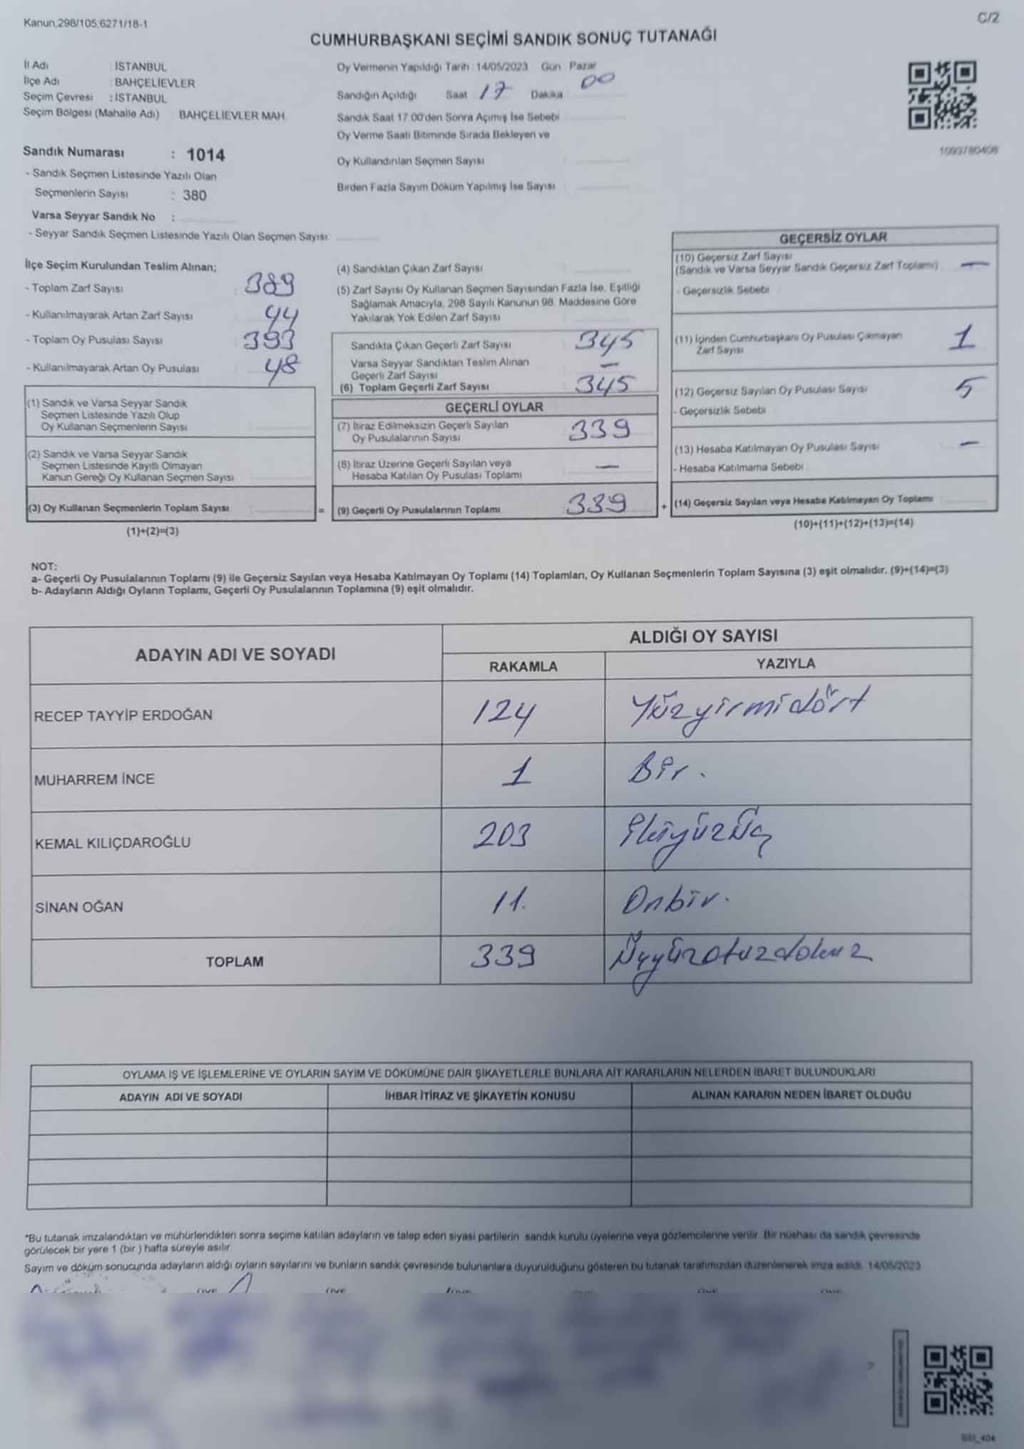 Kanun,298/105,6271/18-1
C/2
CUMHURBAŞKANI SEÇİMİ SANDIK SONUÇ TUTANAĞI
İl Adı : İSTANBUL
İlçe Adı : BAHÇELİEVLER
Seçim Çevresi : İSTANBUL
Seçim Bölgesi (Mahalle Adı) BAHÇELİEVLER MAH.
Sandık Numarası : 1014
- Sandık Seçmen Listesinde Yazılı Olan
Seçmenlerin Sayısı : 380
Varsa Seyyar Sandık No :
- Seyyar Sandık Seçmen Listesinde Yazılı Olan Seçmen Sayısı:
Oy Vermenin Yapıldığı Tarih :14/05/2023 Gün Pazar
Sandığın Açıldığı Saat 17 Dakika 00
Sandık Saat 17.00'den Sonra Açımış İse Sebebi
Oy Verme Saati Bitiminde Sırada Bekleyen ve
Oy Kullandırılan Seçmen Sayısı
Birden Fazla Sayım Döküm Yapılmış İse Sayısı
1093780408
İlçe Seçim Kurulundan Teslim Alınan;
- Toplam Zarf Sayısı 389
- Kullanılmayarak Artan Zarf Sayısı 44
- Toplam Oy Pusulası Sayısı 393
- Kullanılmayarak Artan Oy Pusulası 48
(1) Sandık ve Varsa Seyyar Sandık
Seçmen Listesinde Yazılı Olup
Oy Kullanan Seçmenlerin Sayısı
(2) Sandık ve Varsa Seyyar Sandık
Seçmen Listesinde Kayıtlı Olmayan
Kanun Gereği Oy Kullanan Seçmen Sayısı
(3) Oy Kullanan Seçmenlerin Toplam Sayısı =
(1)+(2)=(3)
(4) Sandıktan Çıkan Zarf Sayısı
(5) Zarf Sayısı Oy Kullanan Seçmen Sayısından Fazla İse, Eşitliği
Sağlamak Amacıyla, 298 Sayılı Kanunun 98. Maddesine Göre
Yakılarak Yok Edilen Zarf Sayısı
Sandıkta Çıkan Geçerli Zarf Sayısı 345
Varsa Seyyar Sandıktan Teslim Alınan
Geçerli Zarf Sayısı —
(6) Toplam Geçerli Zarf Sayısı 345
GEÇERLİ OYLAR
(7) İtiraz Edilmeksizin Geçerli Sayılan
Oy Pusulalarının Sayısı 339
(8) İtiraz Üzerine Geçerli Sayılan veya
Hesaba Katılan Oy Pusulası Toplamı —
(9) Geçerli Oy Pusulalarının Toplamı 339 +
GEÇERSİZ OYLAR
(10) Geçersiz Zarf Sayısı
(Sandık ve Varsa Seyyar Sandık Geçersiz Zarf Toplamı) —
- Geçersizlik Sebebi
(11) İçinden Cumhurbaşkanı Oy Pusulası Çıkmayan
Zarf Sayısı 1
(12) Geçersiz Sayılan Oy Pusulası Sayısı 5
- Geçersizlik Sebebi
(13) Hesaba Katılmayan Oy Pusulası Sayısı —
- Hesaba Katılmama Sebebi
(14) Geçersiz Sayılan veya Hesaba Katılmayan Oy Toplamı
(10)+(11)+(12)+(13)=(14)
NOT:
a- Geçerli Oy Pusulalarının Toplamı (9) ile Geçersiz Sayılan veya Hesaba Katılmayan Oy Toplamı (14) Toplamları, Oy Kullanan Seçmenlerin Toplam Sayısına (3) eşit olmalıdır. (9)+(14)=(3)
b- Adayların Aldığı Oyların Toplamı, Geçerli Oy Pusulalarının Toplamına (9) eşit olmalıdır.
ADAYIN ADI VE SOYADI
ALDIĞI OY SAYISI
RAKAMLA YAZIYLA
RECEP TAYYİP ERDOĞAN 124 Yüzyirmidört
MUHARREM İNCE 1 Bir.
KEMAL KILIÇDAROĞLU 203 İkiyüzüç
SİNAN OĞAN 11. Onbir.
TOPLAM 339 Üçyüzotuzdokuz
OYLAMA İŞ VE İŞLEMLERİNE VE OYLARIN SAYIM VE DÖKÜMÜNE DAİR ŞİKAYETLERLE BUNLARA AİT KARARLARIN NELERDEN İBARET BULUNDUKLARI
ADAYIN ADI VE SOYADI İHBAR İTİRAZ VE ŞİKAYETİN KONUSU ALINAN KARARIN NEDEN İBARET OLDUĞU
*Bu tutanak imzalandıktan ve mühürlendikten sonra seçime katılan adayların ve talep eden siyasi partilerin sandık kurulu üyelerine veya gözlemcilerine verilir. Bir nüshası da sandık çevresinde
görülecek bir yere 1 (bir ) hafta süreyle asılır.
Sayım ve döküm sonucunda adayların aldığı oyların sayılarını ve bunların sandık çevresinde bulunanlara duyurulduğunu gösteren bu tutanak tarafımızdan düzenlenerek imza edildi. 14/05/2023